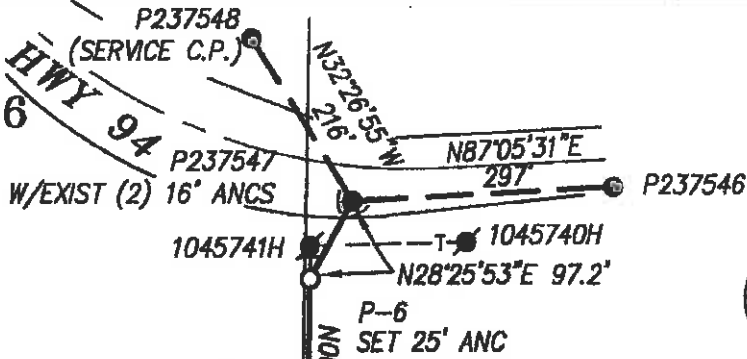 P237548
(SERVICE C.P.)
HWY 94
6
N32°26'55"W
216'
N87°05'31"E
297'
P237547
W/EXIST (2) 16" ANCS
P237546
1045741H
T
1045740H
N28°25'53"E 97.2'
P-6
SET 25' ANC